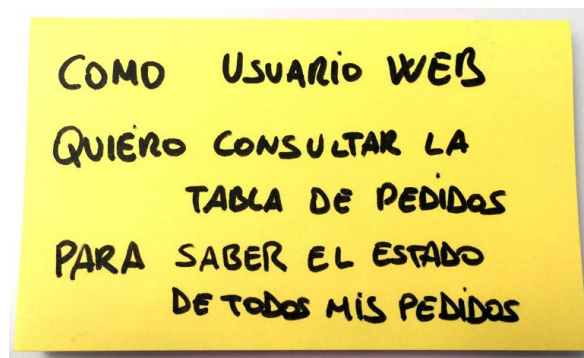 COMO USUARIO WEB
QUIERO CONSULTAR LA
TABLA DE PEDIDOS
PARA SABER EL ESTADO
DE TODOS MIS PEDIDOS